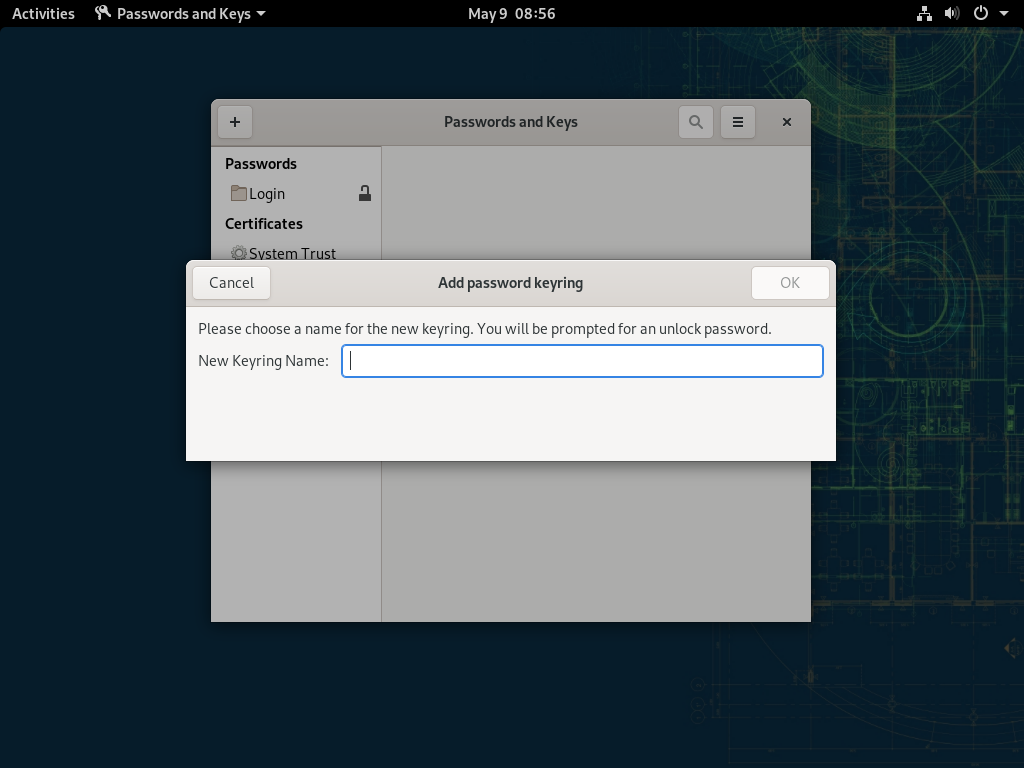 Activities Passwords and Keys May 9 08:56
Passwords and Keys
Passwords
Login
Certificates
System Trust
Cancel Add password keyring OK
Please choose a name for the new keyring. You will be prompted for an unlock password.
New Keyring Name: